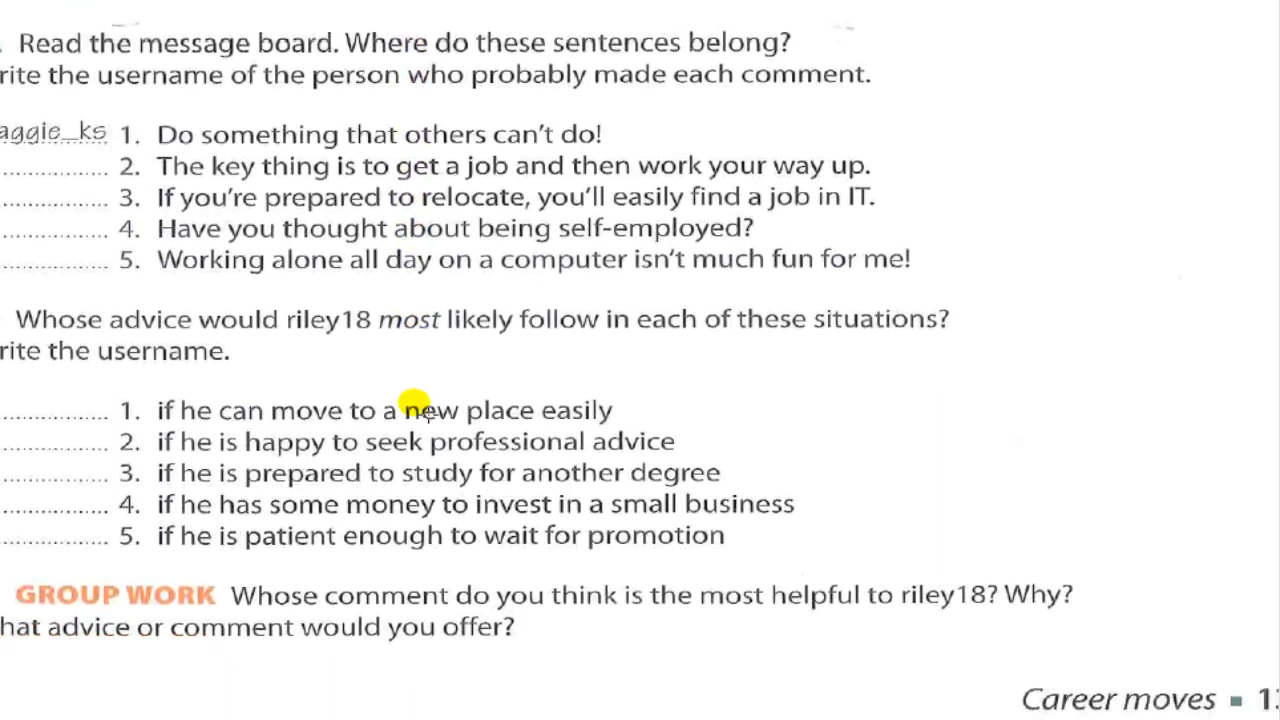 Read the message board. Where do these sentences belong?
rite the username of the person who probably made each comment.
aggie_ks 1. Do something that others can't do!
................. 2. The key thing is to get a job and then work your way up.
................. 3. If you're prepared to relocate, you'll easily find a job in IT.
................. 4. Have you thought about being self-employed?
................. 5. Working alone all day on a computer isn't much fun for me!
Whose advice would riley18 most likely follow in each of these situations?
rite the username.
................. 1. if he can move to a new place easily
................. 2. if he is happy to seek professional advice
................. 3. if he is prepared to study for another degree
................. 4. if he has some money to invest in a small business
................. 5. if he is patient enough to wait for promotion
GROUP WORK Whose comment do you think is the most helpful to riley18? Why?
hat advice or comment would you offer?
Career moves ▪ 1